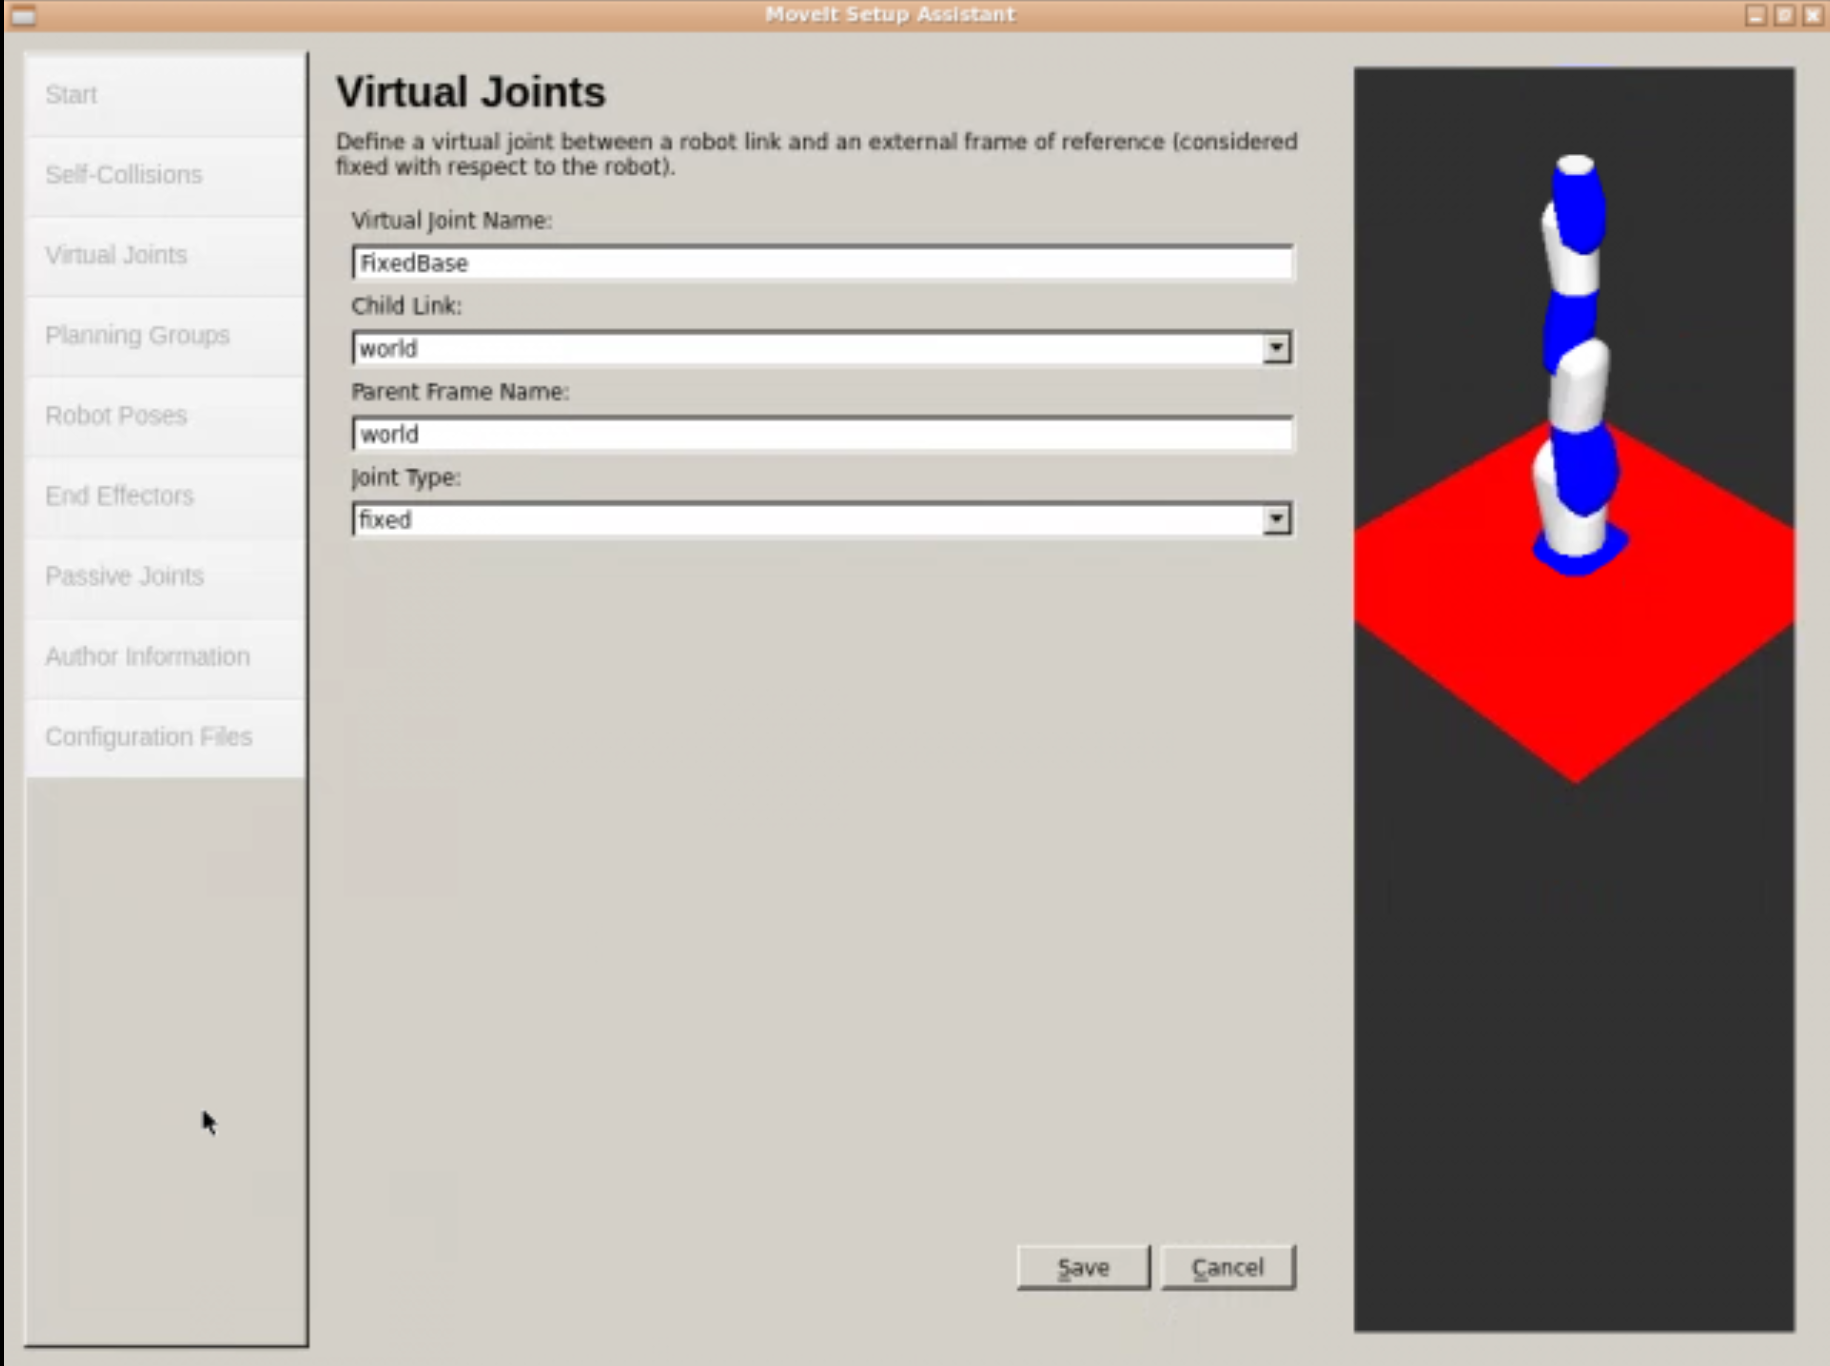 MoveIt Setup Assistant
Start
Self-Collisions
Virtual Joints
Planning Groups
Robot Poses
End Effectors
Passive Joints
Author Information
Configuration Files
Virtual Joints
Define a virtual joint between a robot link and an external frame of reference (considered
fixed with respect to the robot).
Virtual Joint Name:
FixedBase
Child Link:
world
Parent Frame Name:
world
Joint Type:
fixed
Save
Cancel